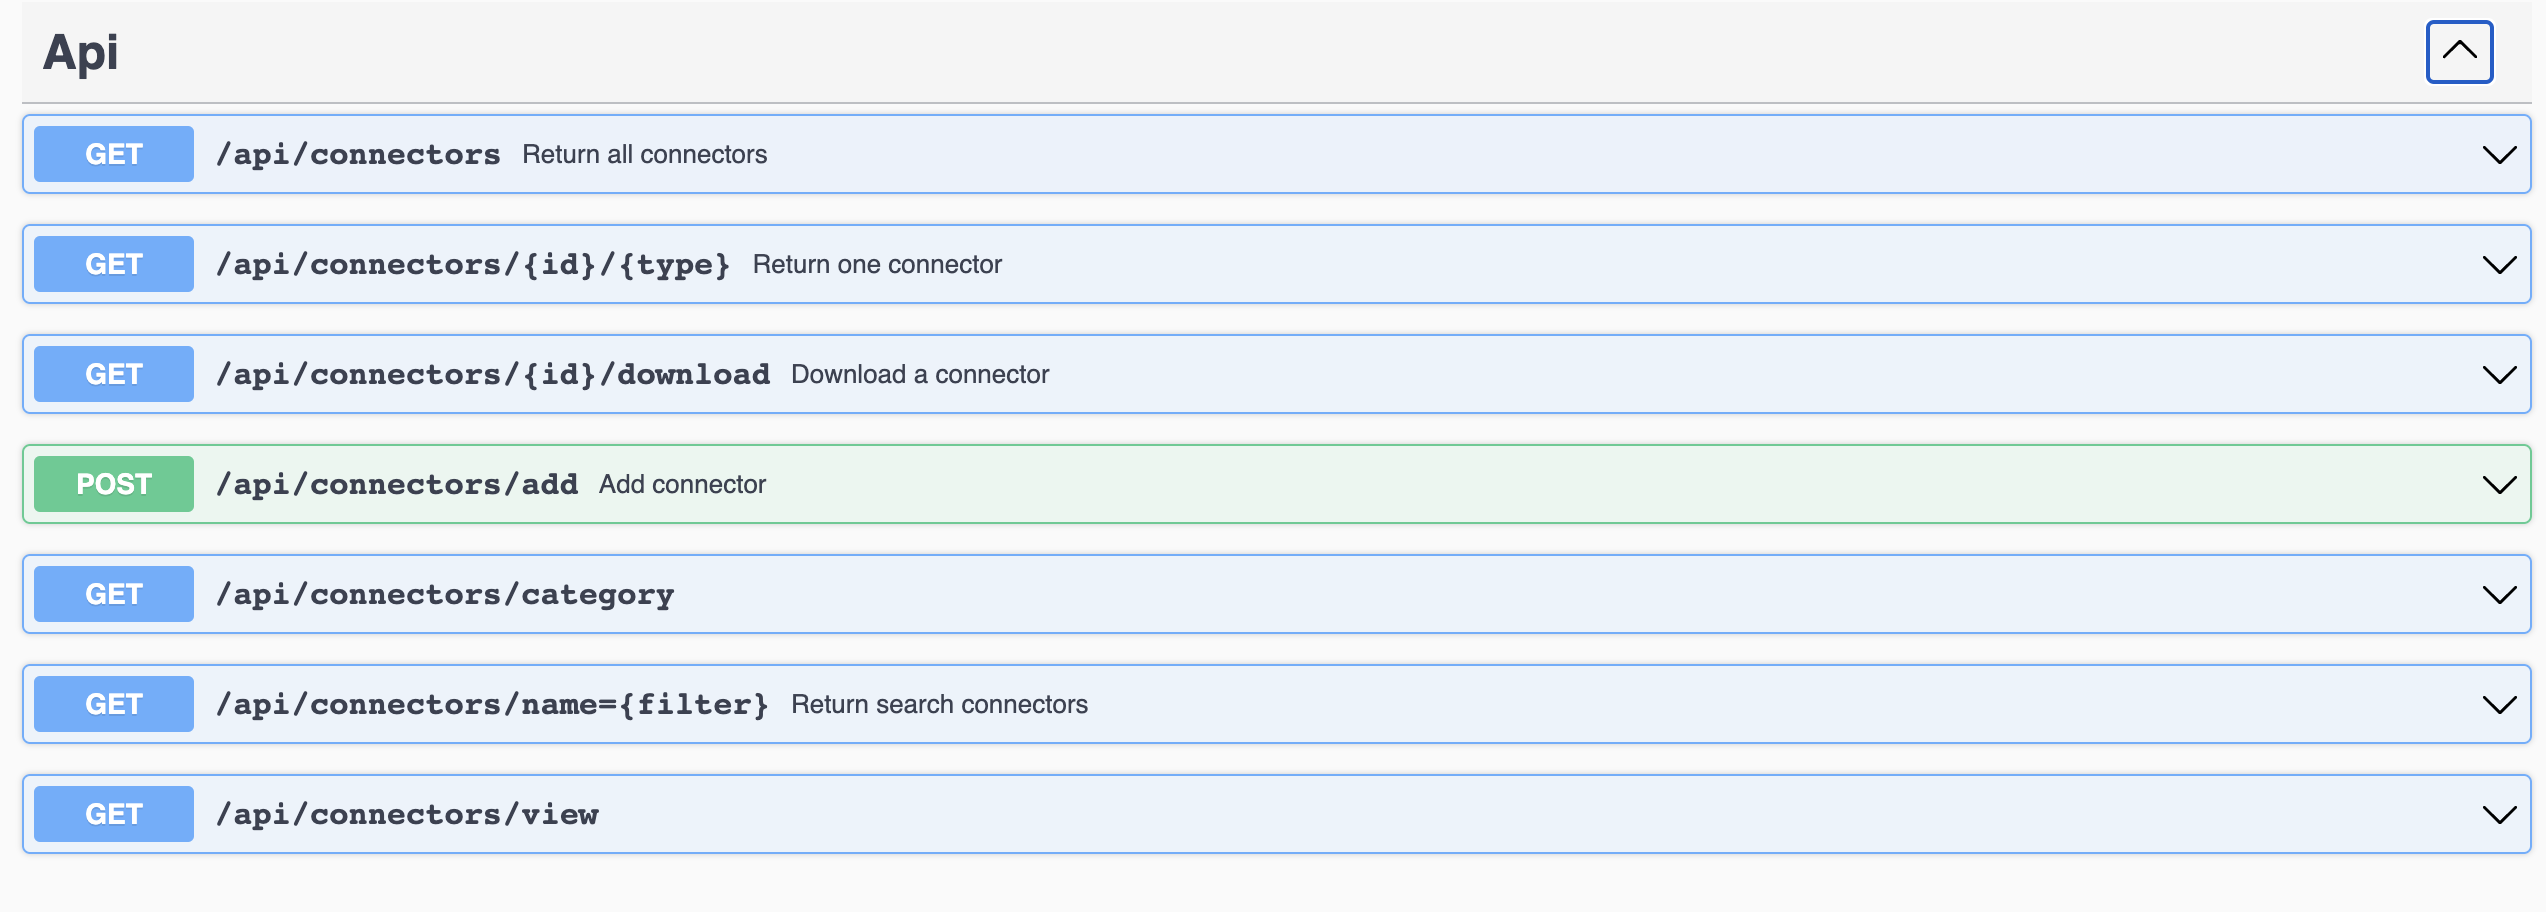 Api
GET /api/connectors Return all connectors
GET /api/connectors/{id}/{type} Return one connector
GET /api/connectors/{id}/download Download a connector
POST /api/connectors/add Add connector
GET /api/connectors/category
GET /api/connectors/name={filter} Return search connectors
GET /api/connectors/view